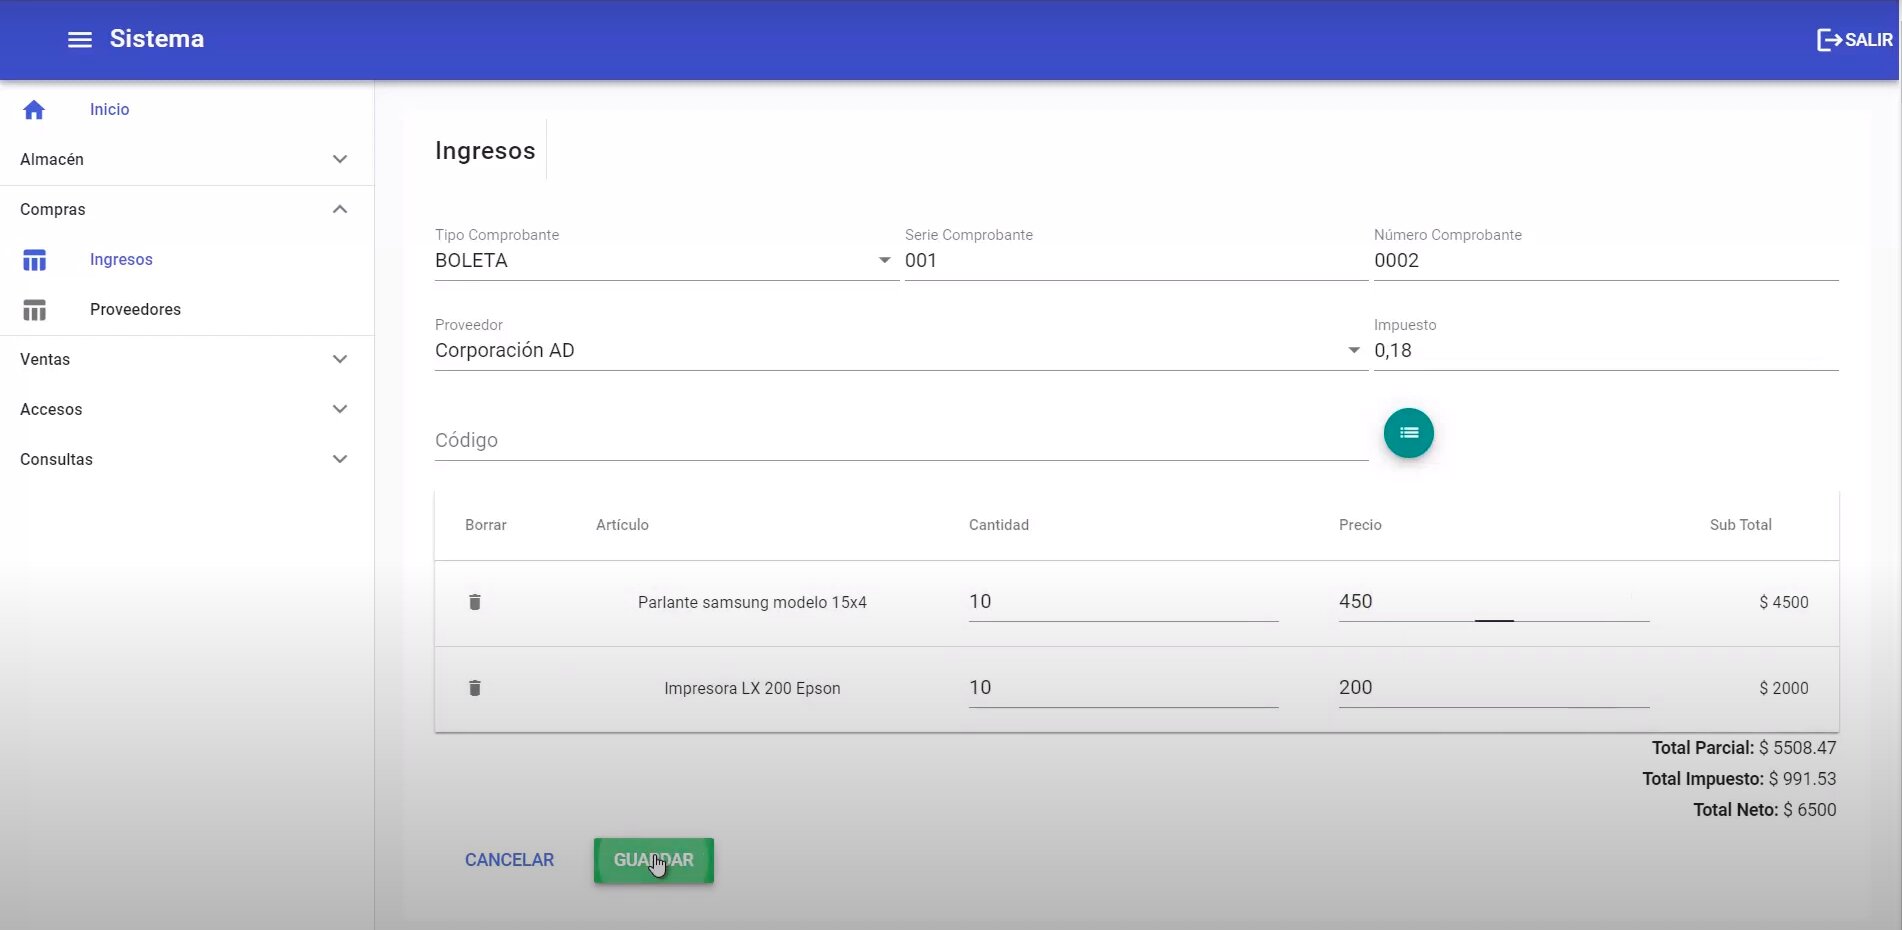 Sistema
SALIR
Inicio
Almacén
Compras
Ingresos
Proveedores
Ventas
Accesos
Consultas
Ingresos
Tipo Comprobante Serie Comprobante Número Comprobante
BOLETA 001 0002
Proveedor Impuesto
Corporación AD 0,18
Código
Borrar Artículo Cantidad Precio Sub Total
Parlante samsung modelo 15x4 10 450 $ 4500
Impresora LX 200 Epson 10 200 $ 2000
Total Parcial: $ 5508.47
Total Impuesto: $ 991.53
Total Neto: $ 6500
CANCELAR GUARDAR